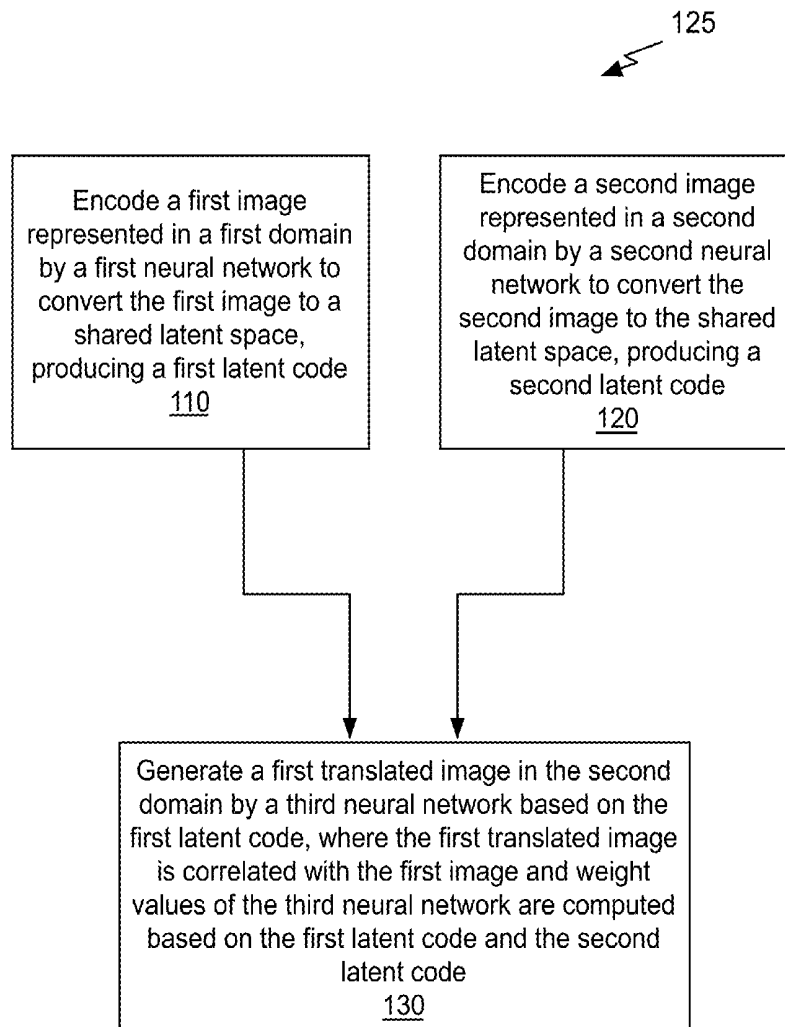 125
Encode a first image
represented in a first domain
by a first neural network to
convert the first image to a
shared latent space,
producing a first latent code
110
Encode a second image
represented in a second
domain by a second neural
network to convert the
second image to the shared
latent space, producing a
second latent code
120
Generate a first translated image in the second
domain by a third neural network based on the
first latent code, where the first translated image
is correlated with the first image and weight
values of the third neural network are computed
based on the first latent code and the second
latent code
130